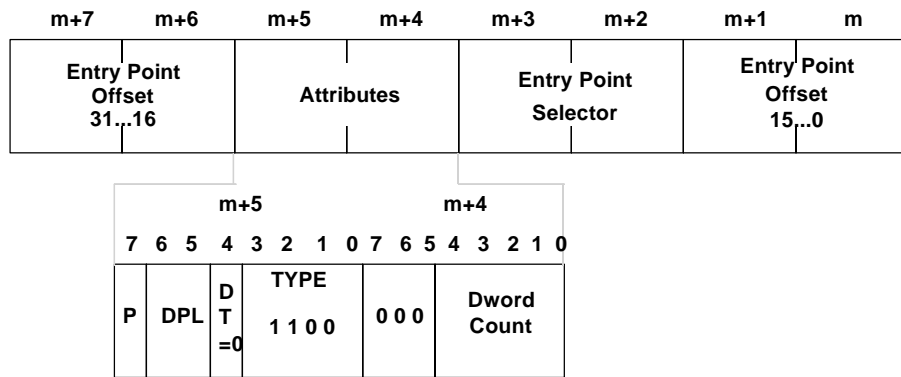 m+7 m+6 m+5 m+4 m+3 m+2 m+1 m
Entry Point
Offset
31...16
Attributes
Entry Point
Selector
Entry Point
Offset
15...0
m+5 m+4
7 6 5 4 3 2 1 0 7 6 5 4 3 2 1 0
P
DPL
D
T
=0
TYPE
1 1 0 0
0 0 0
Dword
Count